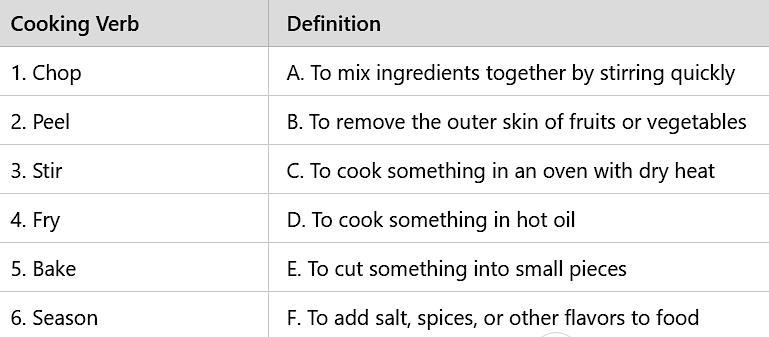 Cooking Verb Definition
1. Chop A. To mix ingredients together by stirring quickly
2. Peel B. To remove the outer skin of fruits or vegetables
3. Stir C. To cook something in an oven with dry heat
4. Fry D. To cook something in hot oil
5. Bake E. To cut something into small pieces
6. Season F. To add salt, spices, or other flavors to food